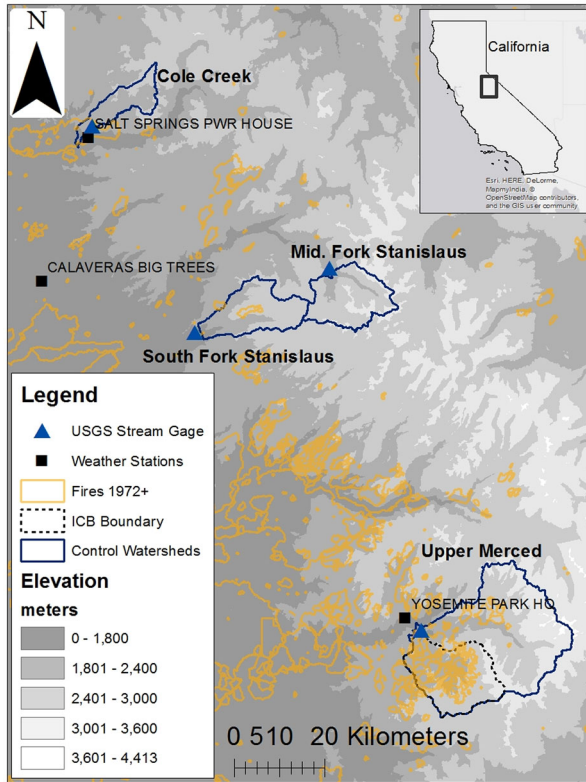 N
California
Esri, HERE, DeLorme,
MapmyIndia, ©
OpenStreetMap contributors,
and the GIS user community
Cole Creek
SALT SPRINGS PWR HOUSE
CALAVERAS BIG TREES
Mid. Fork Stanislaus
South Fork Stanislaus
Legend
USGS Stream Gage
Weather Stations
Fires 1972+
ICB Boundary
Control Watersheds
Elevation
meters
0 - 1,800
1,801 - 2,400
2,401 - 3,000
3,001 - 3,600
3,601 - 4,413
Upper Merced
YOSEMITE PARK HQ
0 510 20 Kilometers